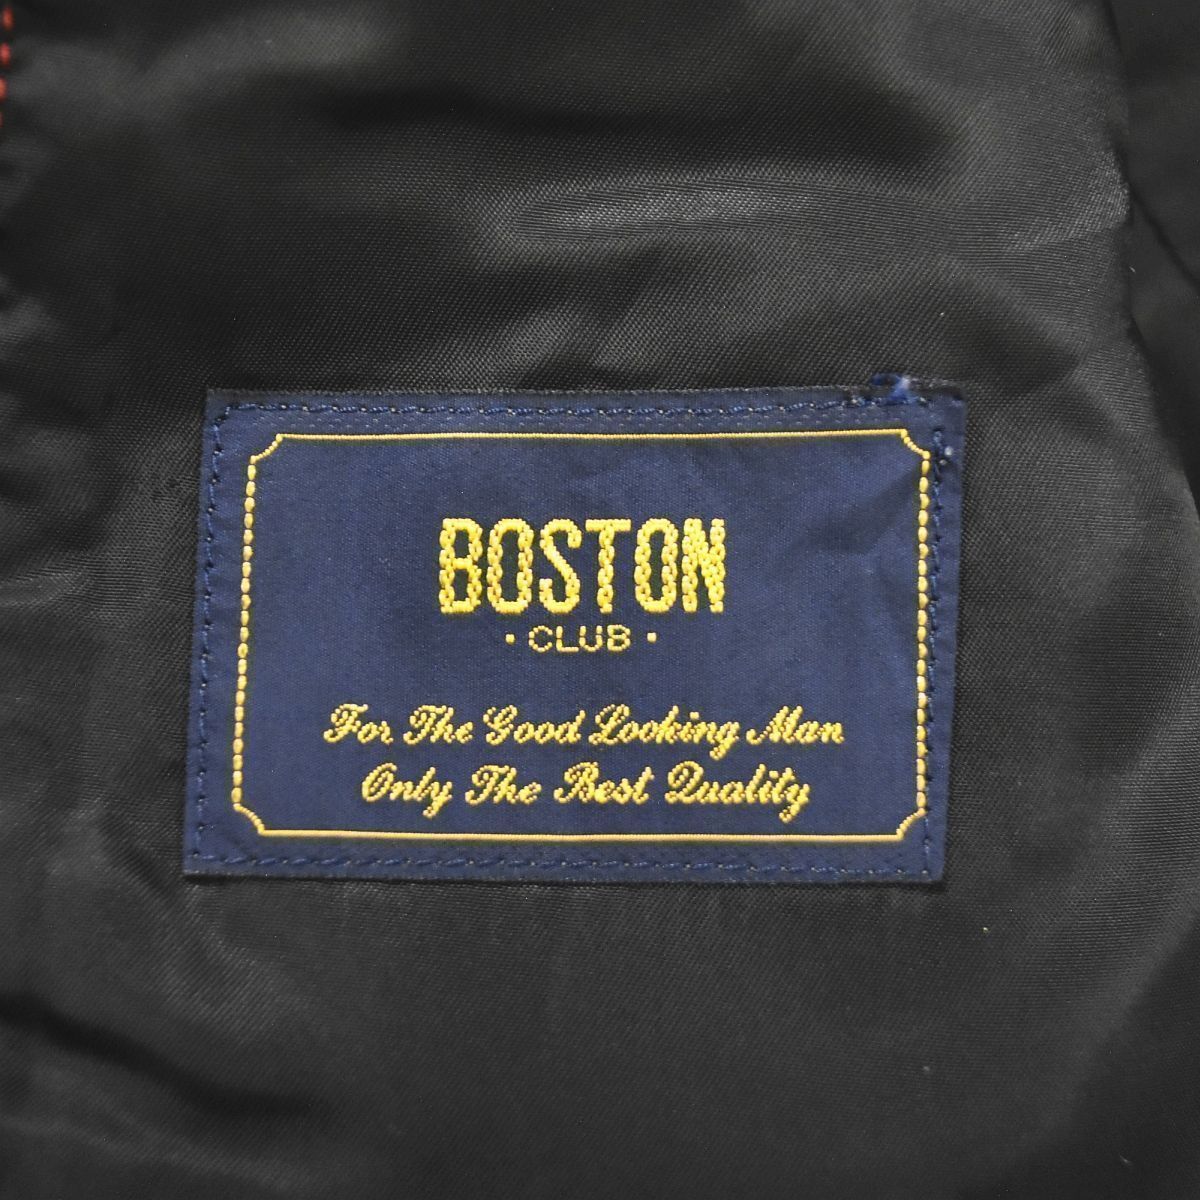 BOSTON
· CLUB ·
For The Good Looking Man
Only The Best Quality